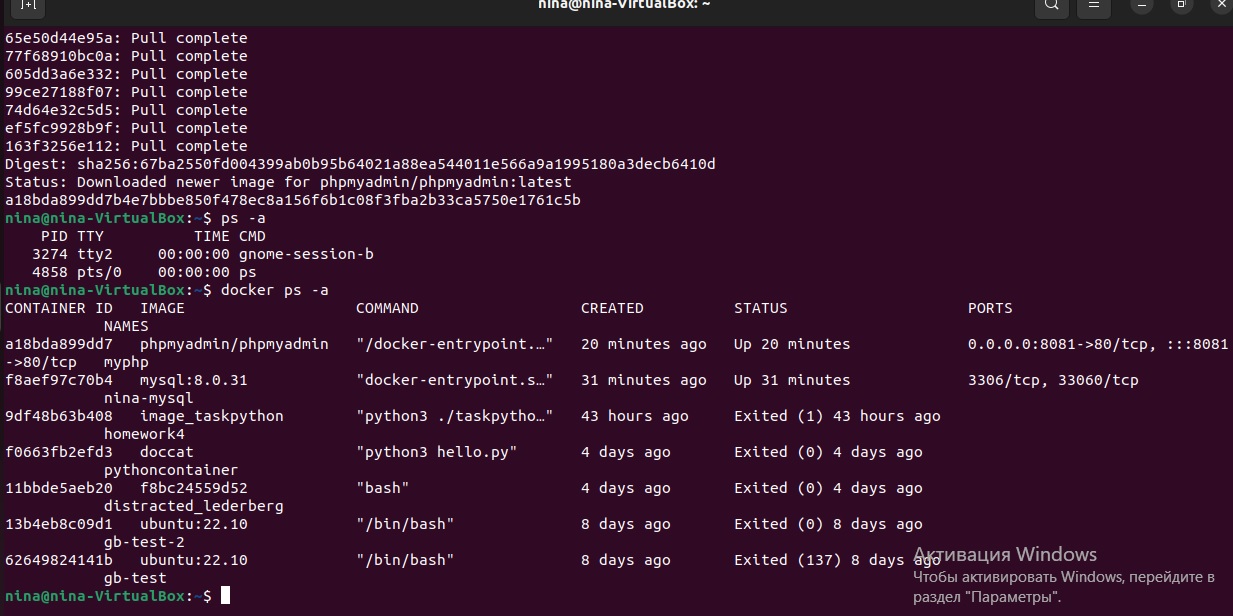 nina@nina-VirtualBox: ~
65e50d44e95a: Pull complete
77f68910bc0a: Pull complete
605dd3a6e332: Pull complete
99ce27188f07: Pull complete
74d64e32c5d5: Pull complete
ef5fc9928b9f: Pull complete
163f3256e112: Pull complete
Digest: sha256:67ba2550fd004399ab0b95b64021a88ea544011e566a9a1995180a3decb6410d
Status: Downloaded newer image for phpmyadmin/phpmyadmin:latest
a18bda899dd7b4e7bbbe850f478ec8a156f6b1c08f3fba2b33ca5750e1761c5b
nina@nina-VirtualBox:~$ ps -a
PID TTY TIME CMD
3274 tty2 00:00:00 gnome-session-b
4858 pts/0 00:00:00 ps
nina@nina-VirtualBox:~$ docker ps -a
CONTAINER ID IMAGE COMMAND CREATED STATUS PORTS
NAMES
a18bda899dd7 phpmyadmin/phpmyadmin "/docker-entrypoint.…" 20 minutes ago Up 20 minutes 0.0.0.0:8081->80/tcp, :::8081
->80/tcp myphp
f8aef97c70b4 mysql:8.0.31 "docker-entrypoint.s…" 31 minutes ago Up 31 minutes 3306/tcp, 33060/tcp
nina-mysql
9df48b63b408 image_taskpython "python3 ./taskpytho…" 43 hours ago Exited (1) 43 hours ago
homework4
f0663fb2efd3 doccat "python3 hello.py" 4 days ago Exited (0) 4 days ago
pythoncontainer
11bbde5aeb20 f8bc24559d52 "bash" 4 days ago Exited (0) 4 days ago
distracted_lederberg
13b4eb8c09d1 ubuntu:22.10 "/bin/bash" 8 days ago Exited (0) 8 days ago
gb-test-2
62649824141b ubuntu:22.10 "/bin/bash" 8 days ago Exited (137) 8 days ago
gb-test
nina@nina-VirtualBox:~$
Активация Windows
Чтобы активировать Windows, перейдите в
раздел "Параметры".